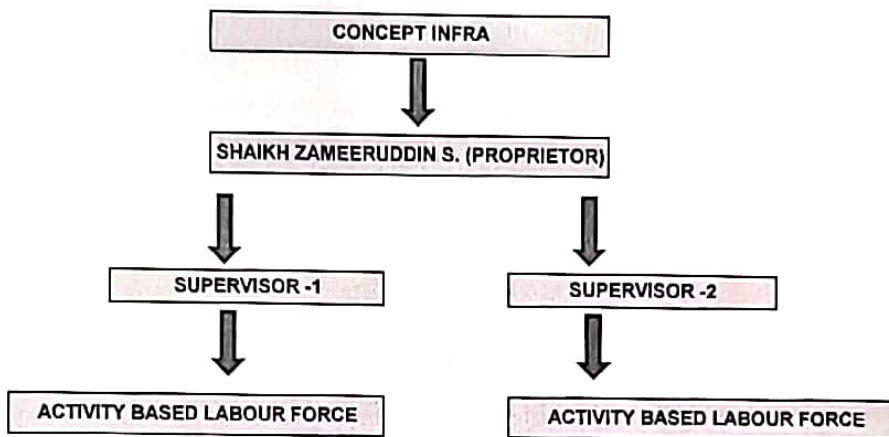 CONCEPT INFRA
SHAIKH ZAMEERUDDIN S. (PROPRIETOR)
SUPERVISOR -1
SUPERVISOR -2
ACTIVITY BASED LABOUR FORCE
ACTIVITY BASED LABOUR FORCE